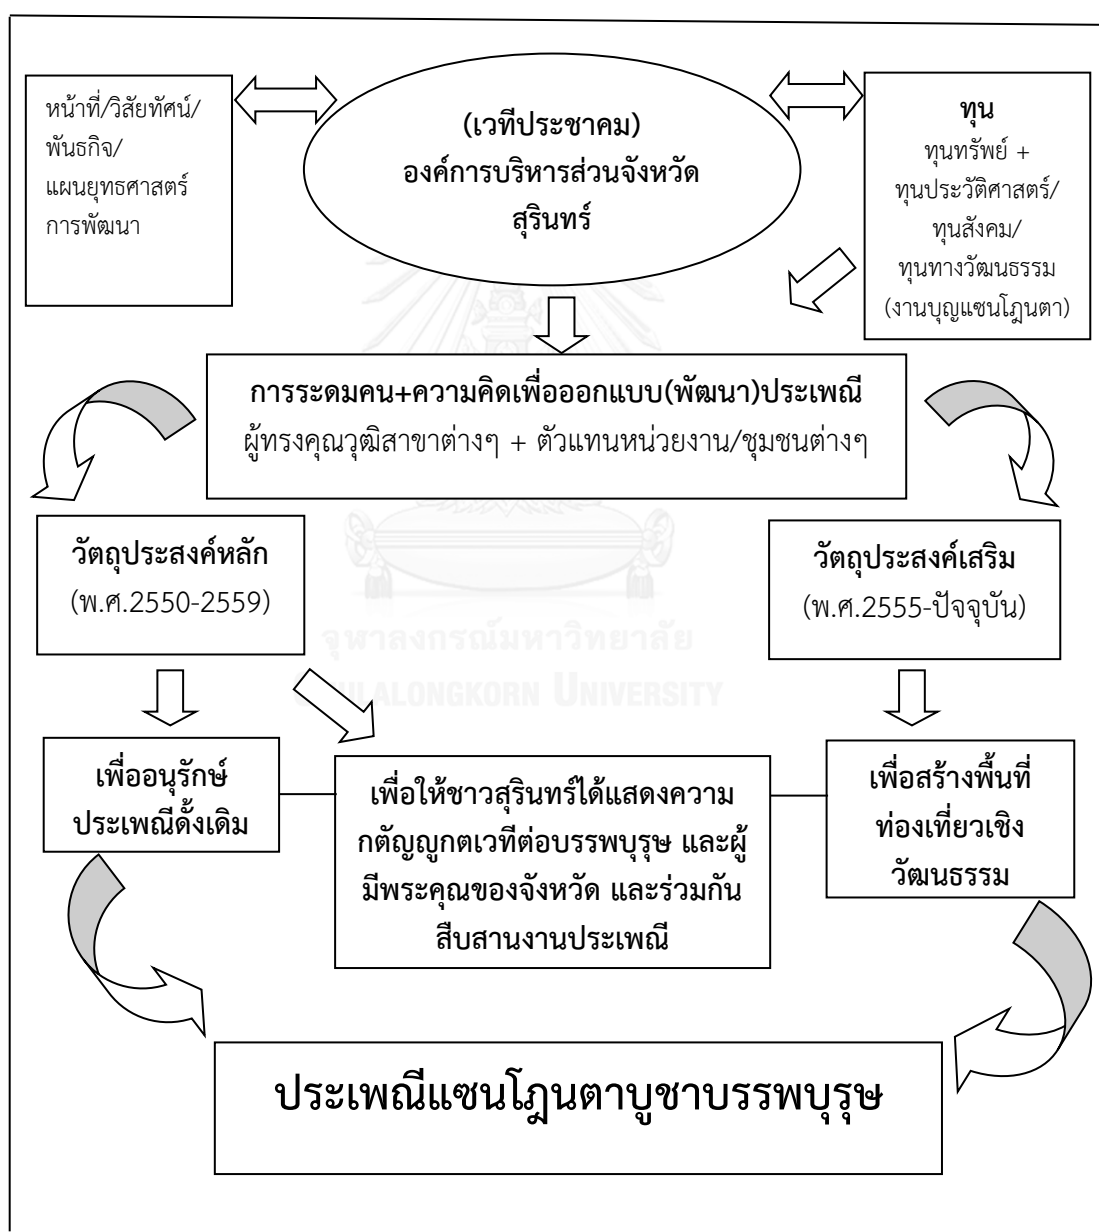 หน้าที่/วิสัยทัศน์/
พันธกิจ/
แผนยุทธศาสตร์
การพัฒนา
(เวทีประชาคม)
องค์การบริหารส่วนจังหวัด
สุรินทร์
ทุน
ทุนทรัพย์ +
ทุนประวัติศาสตร์/
ทุนสังคม/
ทุนทางวัฒนธรรม
(งานบุญแซนโฎนตา)
การระดมคน+ความคิดเพื่อออกแบบ(พัฒนา)ประเพณี
ผู้ทรงคุณวุฒิสาขาต่างๆ + ตัวแทนหน่วยงาน/ชุมชนต่างๆ
วัตถุประสงค์หลัก
(พ.ศ.2550-2559)
วัตถุประสงค์เสริม
(พ.ศ.2555-ปัจจุบัน)
จุฬาลงกรณ์มหาวิทยาลัย
ULALONGKORN UNIVERSITY
เพื่ออนุรักษ์
ประเพณีดั้งเดิม
เพื่อให้ชาวสุรินทร์ได้แสดงความ
กตัญญูกตเวทีต่อบรรพบุรุษ และผู้
มีพระคุณของจังหวัด และร่วมกัน
สืบสานงานประเพณี
เพื่อสร้างพื้นที่
ท่องเที่ยวเชิง
วัฒนธรรม
ประเพณีแซนโฎนตาบูชาบรรพบุรุษ